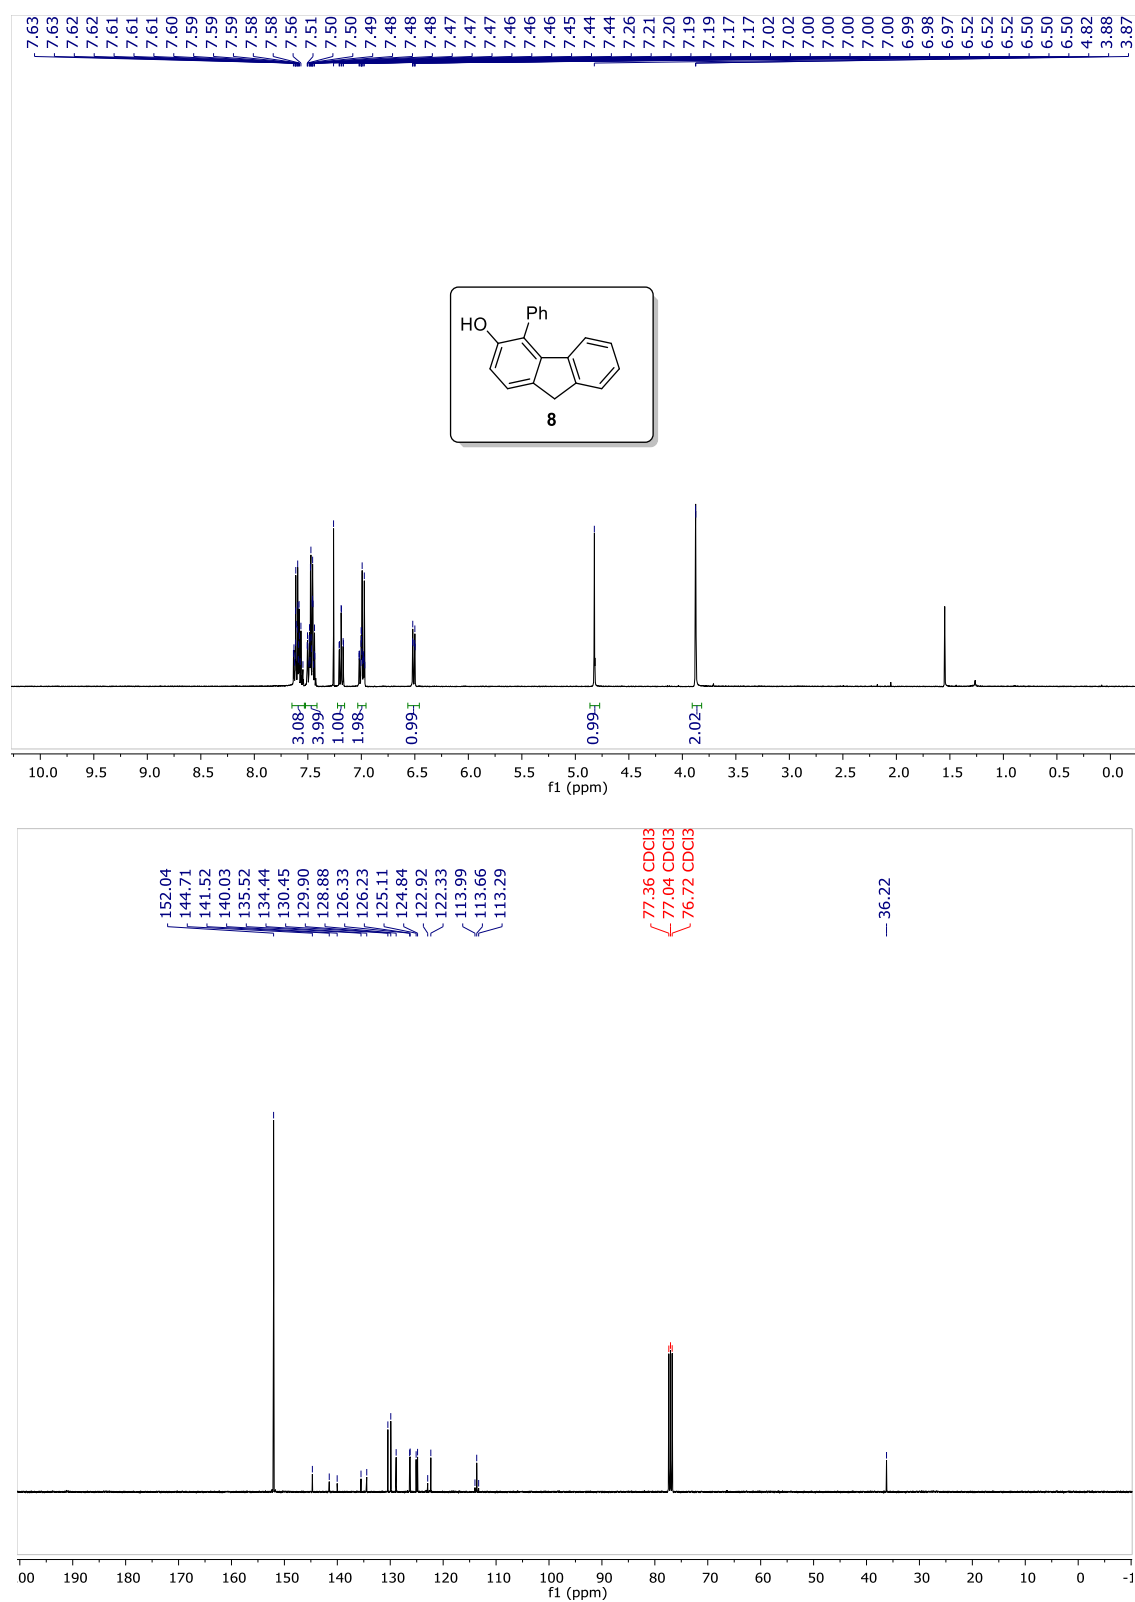 7.63 7.63 7.62 7.62 7.61 7.61 7.60 7.59 7.59 7.59 7.58 7.58 7.56 7.51 7.50 7.50 7.49 7.48 7.48 7.48 7.47 7.47 7.47 7.46 7.46 7.46 7.45 7.444 7.44 7.26 7.21 7.20 7.19 7.19 7.17 7.17 7.02 7.02 7.00 7.00 7.00 7.00 7.00 6.99 6.98 6.97 6.52 6.52 6.52 6.50 6.50 6.50 4.82 3.88 3.87
Ph
HO
8
3.08 3.99 1.00 1.98 0.99 0.99 2.02
10.0 9.5 9.0 8.5 8.0 7.5 7.0 6.5 6.0 5.5 5.0 4.5 4.0 3.5 3.0 2.5 2.0 1.5 1.0 0.5 0.0
f1 (ppm)
152.04 144.71 141.52 140.03 135.52 134.44 130.45 129.90 128.88 126.33 126.23 125.11 124.84 122.92 122.33 113.99 113.66 113.29 77.36 CDCl3 77.04 CDCl3 76.72 CDCl3 36.22
00 190 180 170 160 150 140 130 120 110 100 90 80 70 60 50 40 30 20 10 0 -1
f1 (ppm)